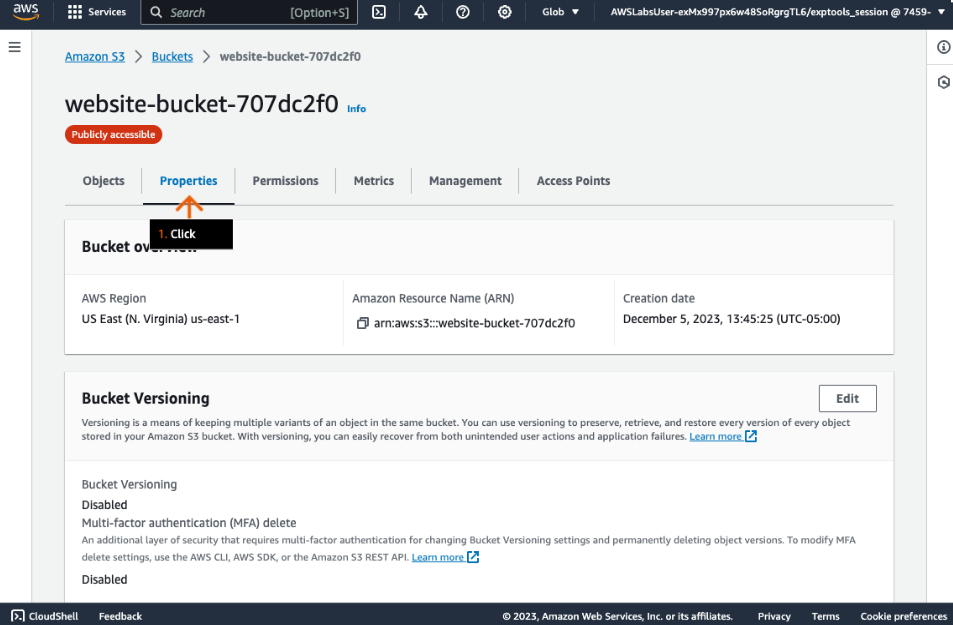 aws Services Search [Option+S] Glob AWSLabsUser-exMx997px6w48SoRgrgTL6/exptools_session @ 7459-
Amazon S3 > Buckets > website-bucket-707dc2f0
website-bucket-707dc2f0 Info
Publicly accessible
Objects Properties Permissions Metrics Management Access Points
1. Click
Bucket overview
AWS Region Amazon Resource Name (ARN) Creation date
US East (N. Virginia) us-east-1 arn:aws:s3:::website-bucket-707dc2f0 December 5, 2023, 13:45:25 (UTC-05:00)
Bucket Versioning Edit
Versioning is a means of keeping multiple variants of an object in the same bucket. You can use versioning to preserve, retrieve, and restore every version of every object
stored in your Amazon S3 bucket. With versioning, you can easily recover from both unintended user actions and application failures. Learn more
Bucket Versioning
Disabled
Multi-factor authentication (MFA) delete
An additional layer of security that requires multi-factor authentication for changing Bucket Versioning settings and permanently deleting object versions. To modify MFA
delete settings, use the AWS CLI, AWS SDK, or the Amazon S3 REST API. Learn more
Disabled
CloudShell Feedback © 2023, Amazon Web Services, Inc. or its affiliates. Privacy Terms Cookie preferences